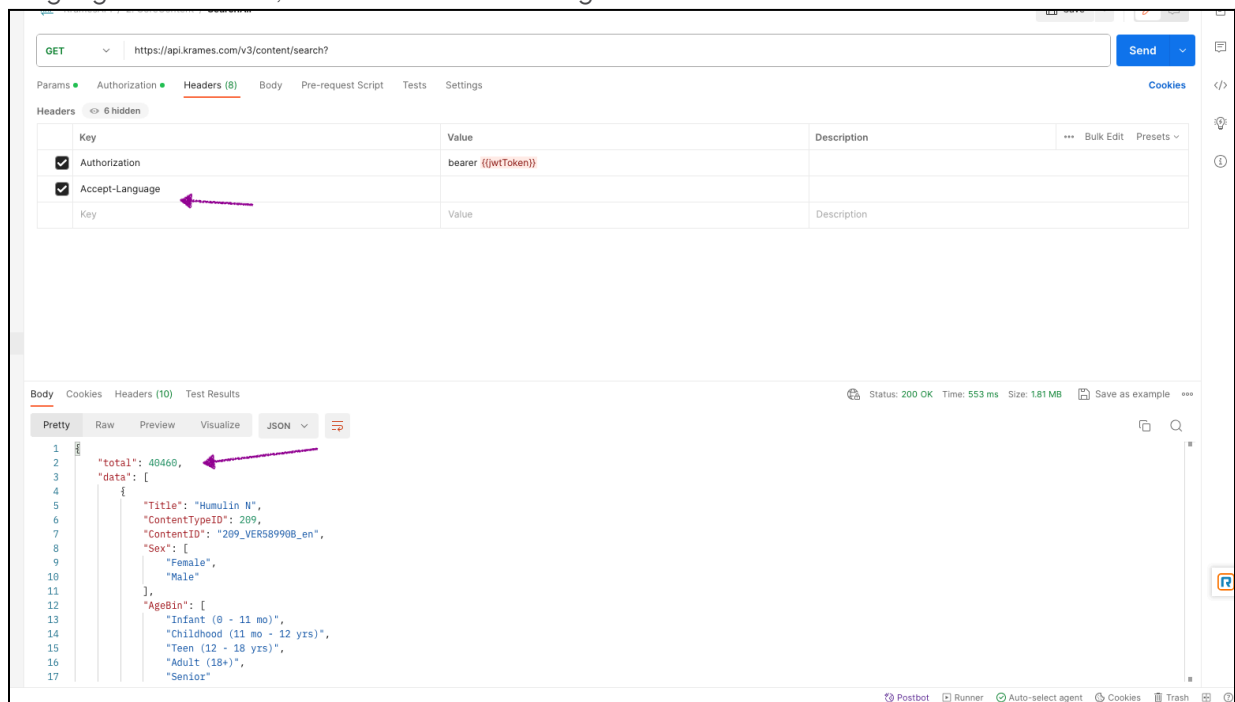 GET https://api.krames.com/v3/content/search? Send
Params Authorization Headers (8) Body Pre-request Script Tests Settings Cookies
Headers 6 hidden
Key Value Description Bulk Edit Presets
Authorization bearer {{jwtToken}}
Accept-Language
Key Value Description
Body Cookies Headers (10) Test Results Status: 200 OK Time: 553 ms Size: 1.81 MB Save as example
Pretty Raw Preview Visualize JSON
1 {
2 "total": 40460,
3 "data": [
4 {
5 "Title": "Humulin N",
6 "ContentTypeID": 209,
7 "ContentID": "209_VER58990B_en",
8 "Sex": [
9 "Female",
10 "Male"
11 ],
12 "AgeBin": [
13 "Infant (0 - 11 mo)",
14 "Childhood (11 mo - 12 yrs)",
15 "Teen (12 - 18 yrs)",
16 "Adult (18+)",
17 "Senior"
Postbot Runner Auto-select agent Cookies Trash